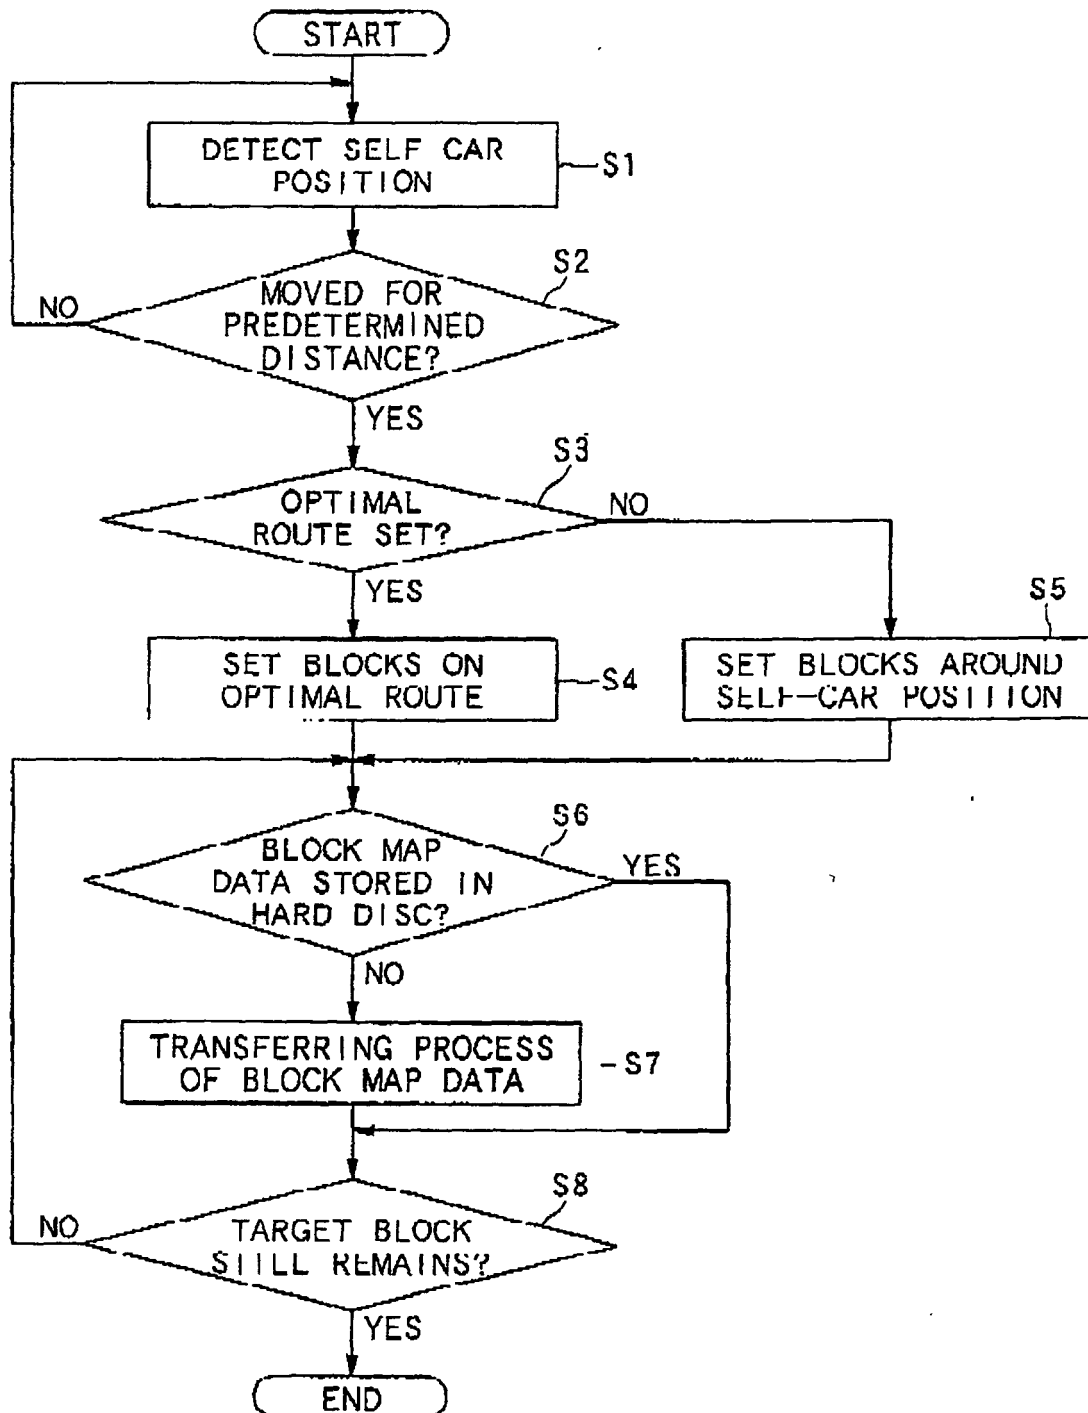 START
DETECT SELF CAR
POSITION
S1
S2
MOVED FOR
PREDETERMINED
DISTANCE?
NO
YES
S3
OPTIMAL
ROUTE SET?
NO
YES
SET BLOCKS ON
OPTIMAL ROUTE
S4
S5
SET BLOCKS AROUND
SELF-CAR POSITION
S6
BLOCK MAP
DATA STORED IN
HARD DISC?
YES
NO
TRANSFERRING PROCESS
OF BLOCK MAP DATA
S7
S8
TARGET BLOCK
STILL REMAINS?
NO
YES
END